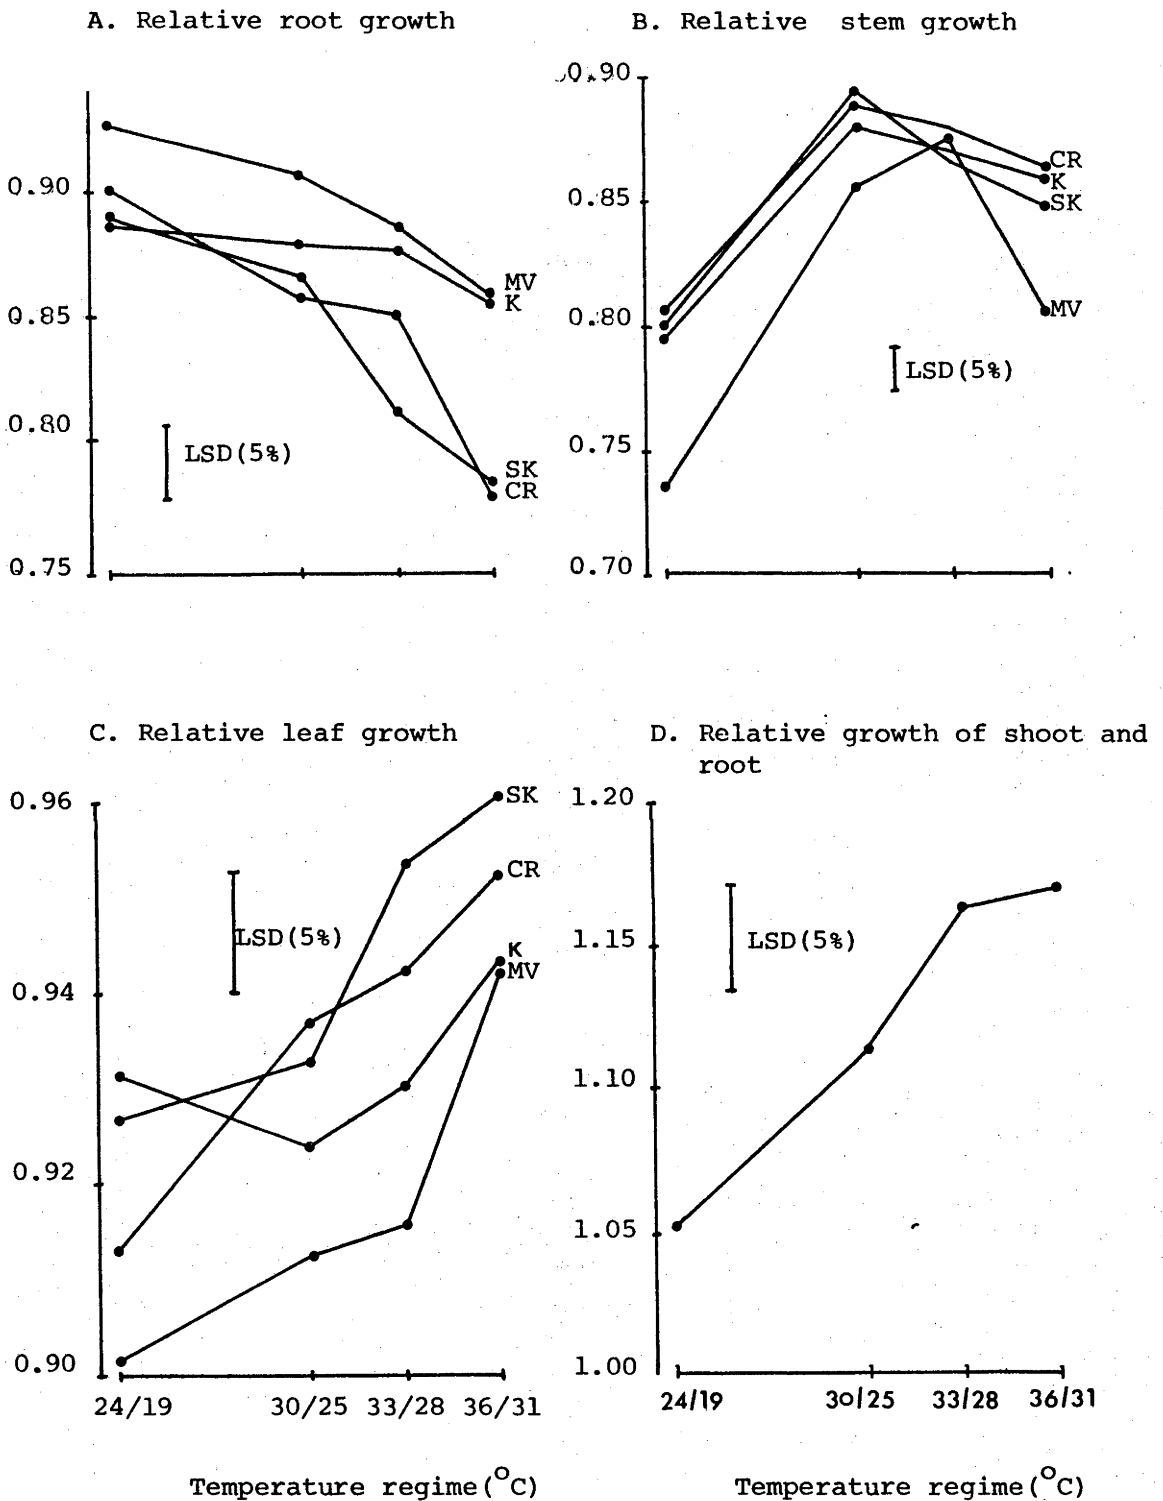 A. Relative root growth
0.90
0.85
0.80
0.75
LSD(5%)
MV
K
SK
CR
B. Relative stem growth
0.90
0.85
0.80
0.75
0.70
LSD(5%)
CR
K
SK
MV
C. Relative leaf growth
0.96
0.94
0.92
0.90
LSD(5%)
SK
CR
K
MV
24/19 30/25 33/28 36/31
Temperature regime(°C)
D. Relative growth of shoot and
root
1.20
1.15
1.10
1.05
1.00
LSD(5%)
24/19 30/25 33/28 36/31
Temperature regime(°C)